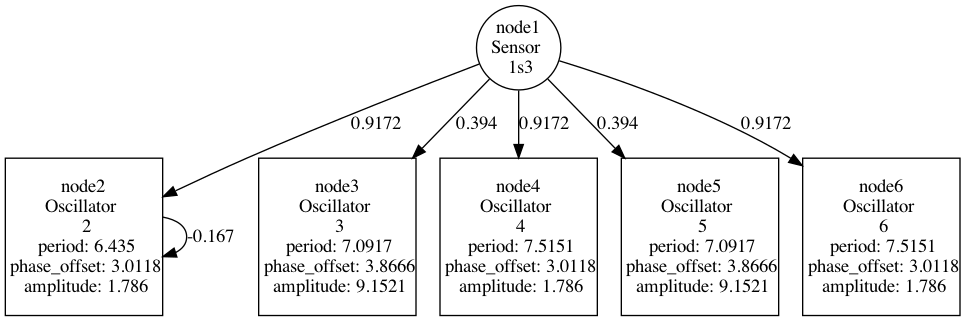 node1
Sensor
1s3
0.9172
0.394
0.9172
0.394
0.9172
node2
Oscillator
2
period: 6.435
phase_offset: 3.0118
amplitude: 1.786
-0.167
node3
Oscillator
3
period: 7.0917
phase_offset: 3.8666
amplitude: 9.1521
node4
Oscillator
4
period: 7.5151
phase_offset: 3.0118
amplitude: 1.786
node5
Oscillator
5
period: 7.0917
phase_offset: 3.8666
amplitude: 9.1521
node6
Oscillator
6
period: 7.5151
phase_offset: 3.0118
amplitude: 1.786